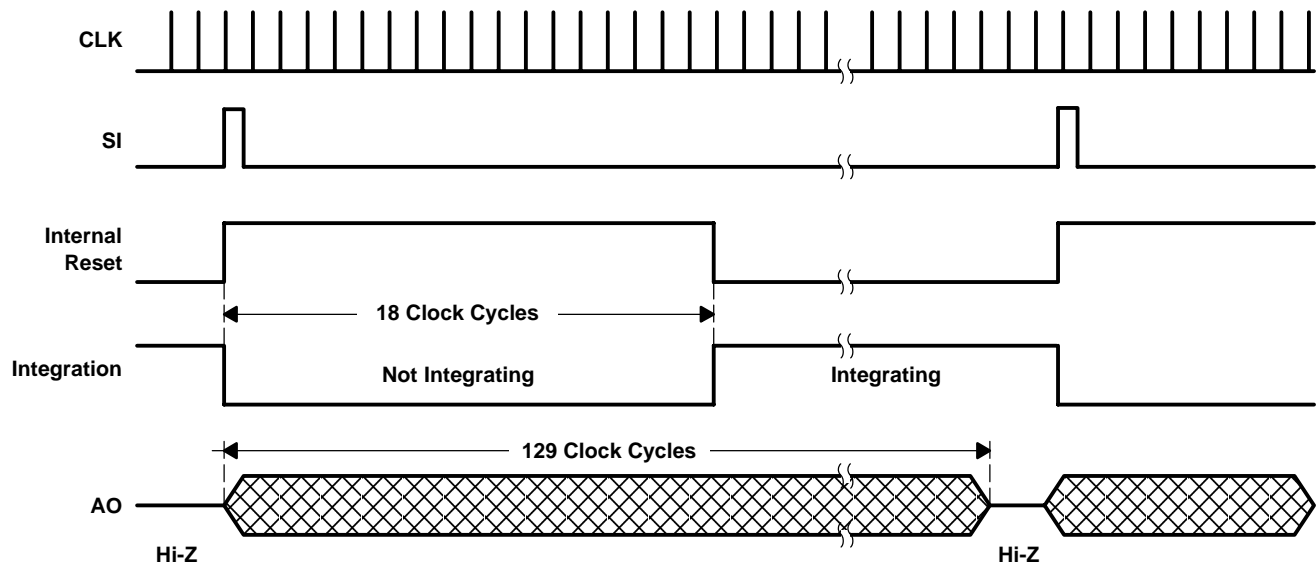 CLK
SI
Internal
Reset
18 Clock Cycles
Integration
Not Integrating
Integrating
129 Clock Cycles
AO
Hi-Z
Hi-Z